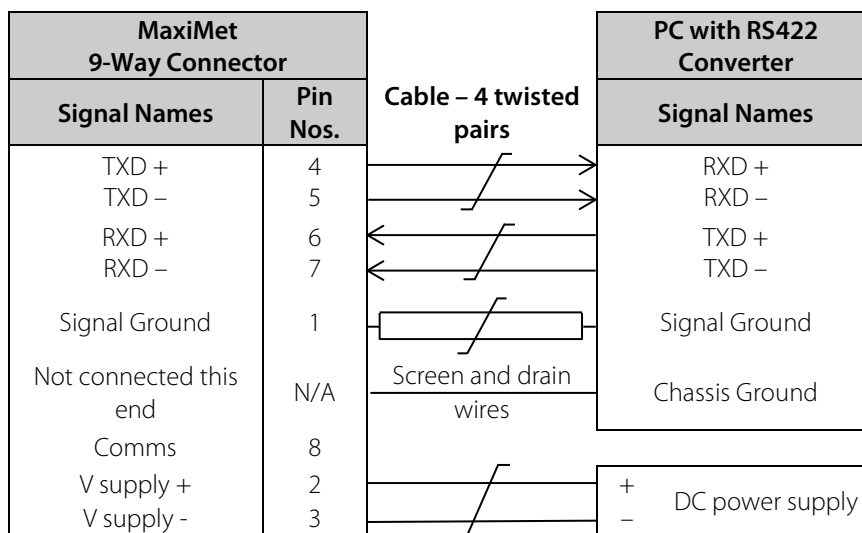 MaxiMet
9-Way Connector
PC with RS422
Converter
Signal Names
Pin
Nos.
Cable – 4 twisted
pairs
Signal Names
TXD + 4 RXD +
TXD – 5 RXD –
RXD + 6 TXD +
RXD – 7 TXD –
Signal Ground 1 Signal Ground
Not connected this
end
N/A
Screen and drain
wires
Chassis Ground
Comms 8
V supply + 2 +
V supply - 3 –
DC power supply